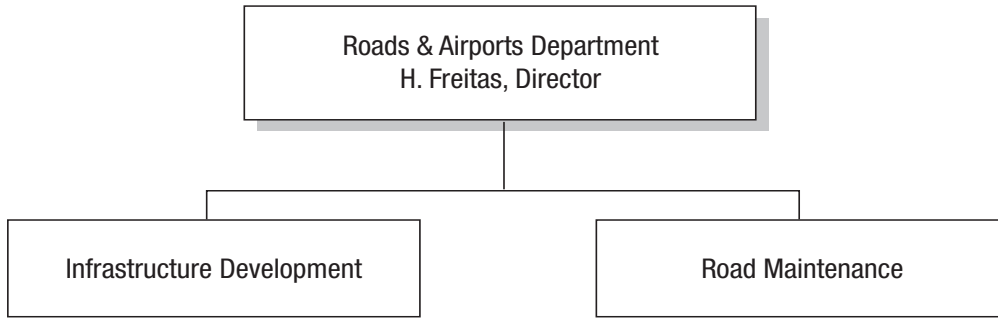 Roads & Airports Department
H. Freitas, Director
Infrastructure Development
Road Maintenance